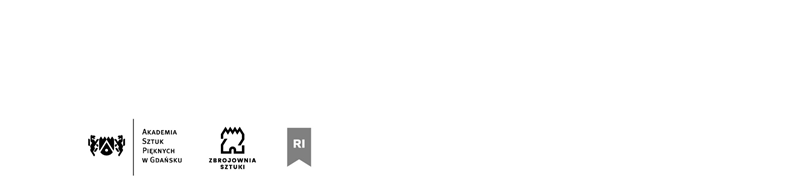 Akademia
Sztuk
Pięknych
w Gdańsku
ZBROJOWNIA
SZTUKI
RI